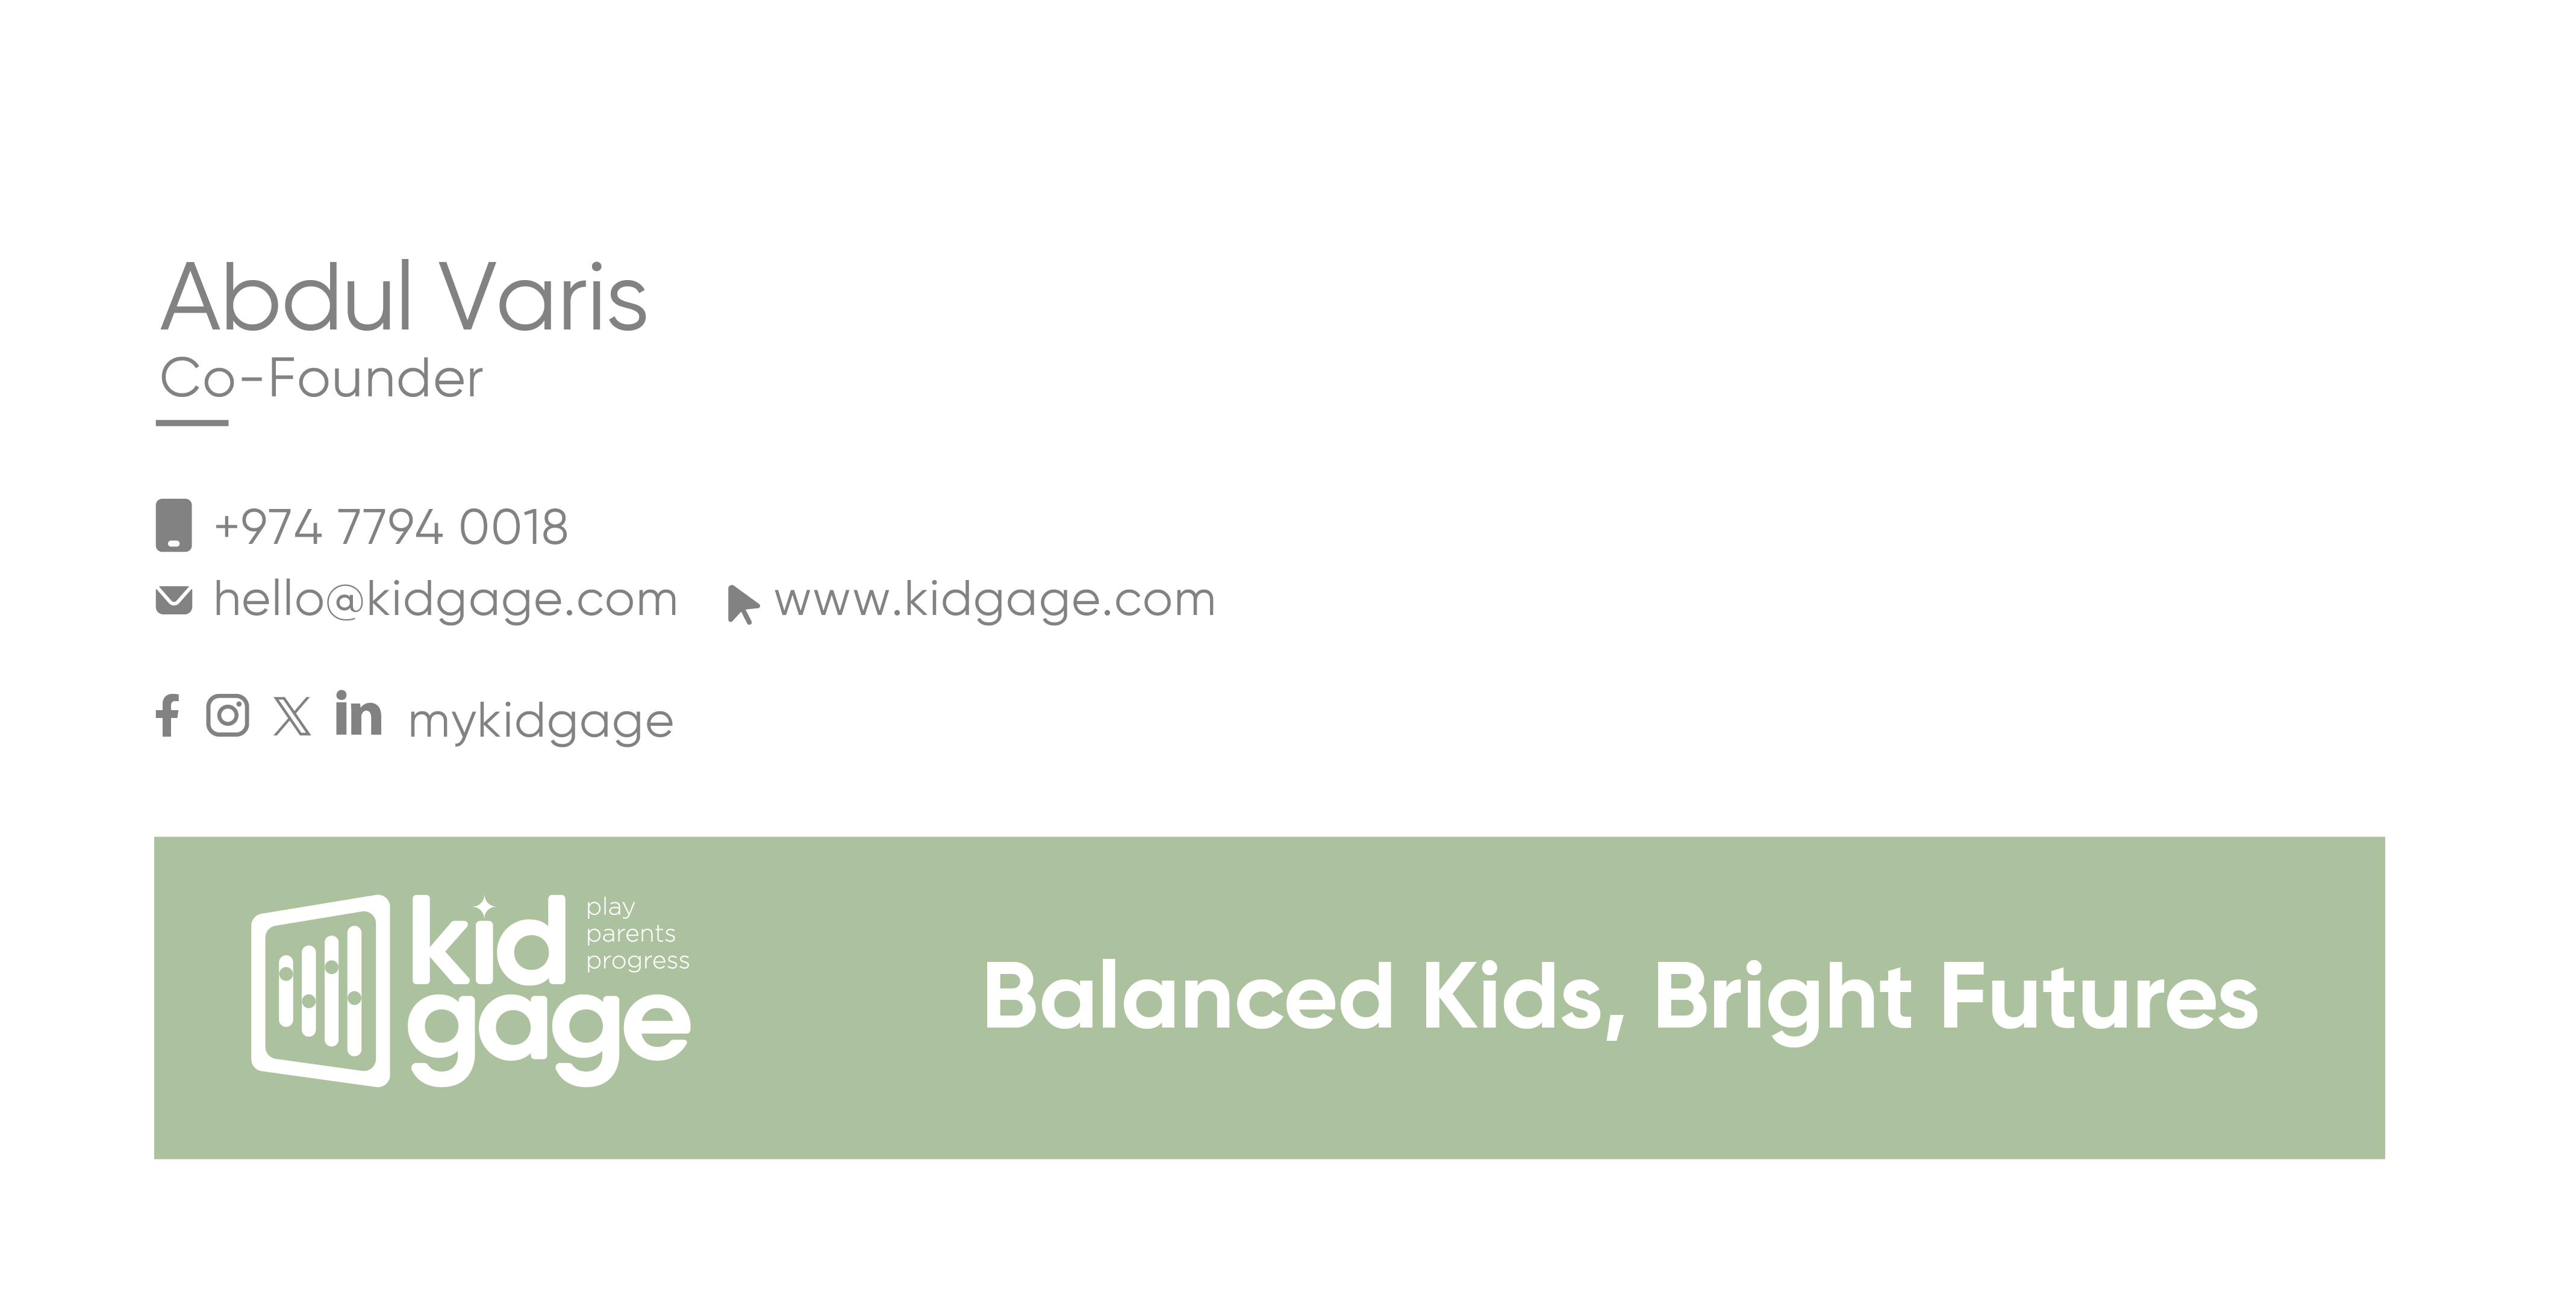 Abdul Varis
Co-Founder
+974 7794 0018
hello@kidgage.com www.kidgage.com
mykidgage
kid
gage
play
parents
progress
Balanced Kids, Bright Futures